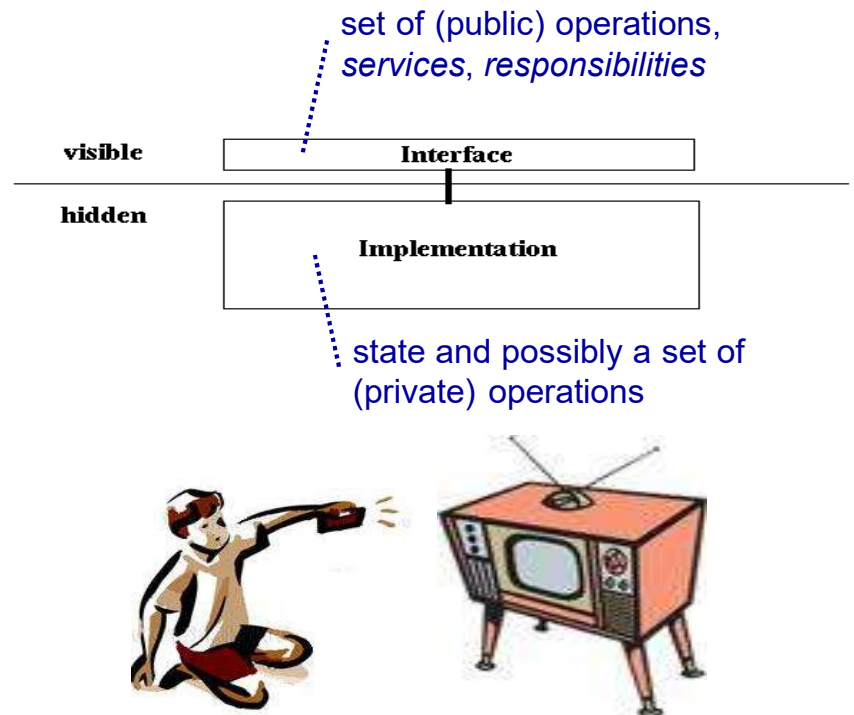 set of (public) operations,
services, responsibilities
visible
Interface
hidden
Implementation
state and possibly a set of
(private) operations